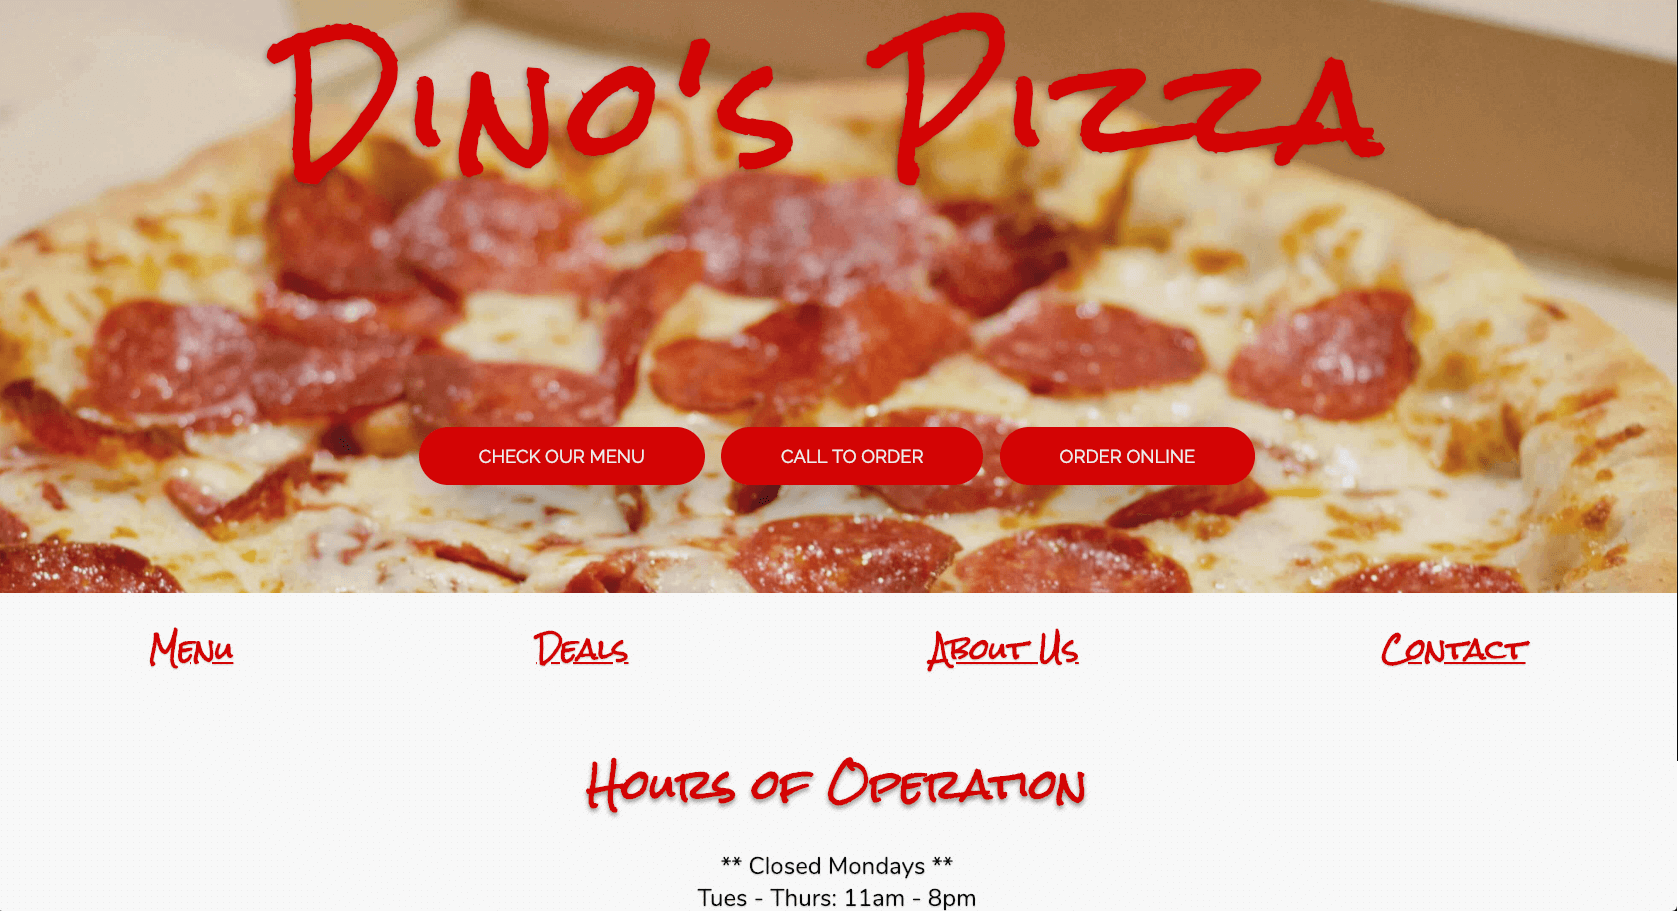 Dino's Pizza
CHECK OUR MENU
CALL TO ORDER
ORDER ONLINE
Menu
Deals
About Us
Contact
Hours of Operation
** Closed Mondays **
Tues - Thurs: 11am - 8pm